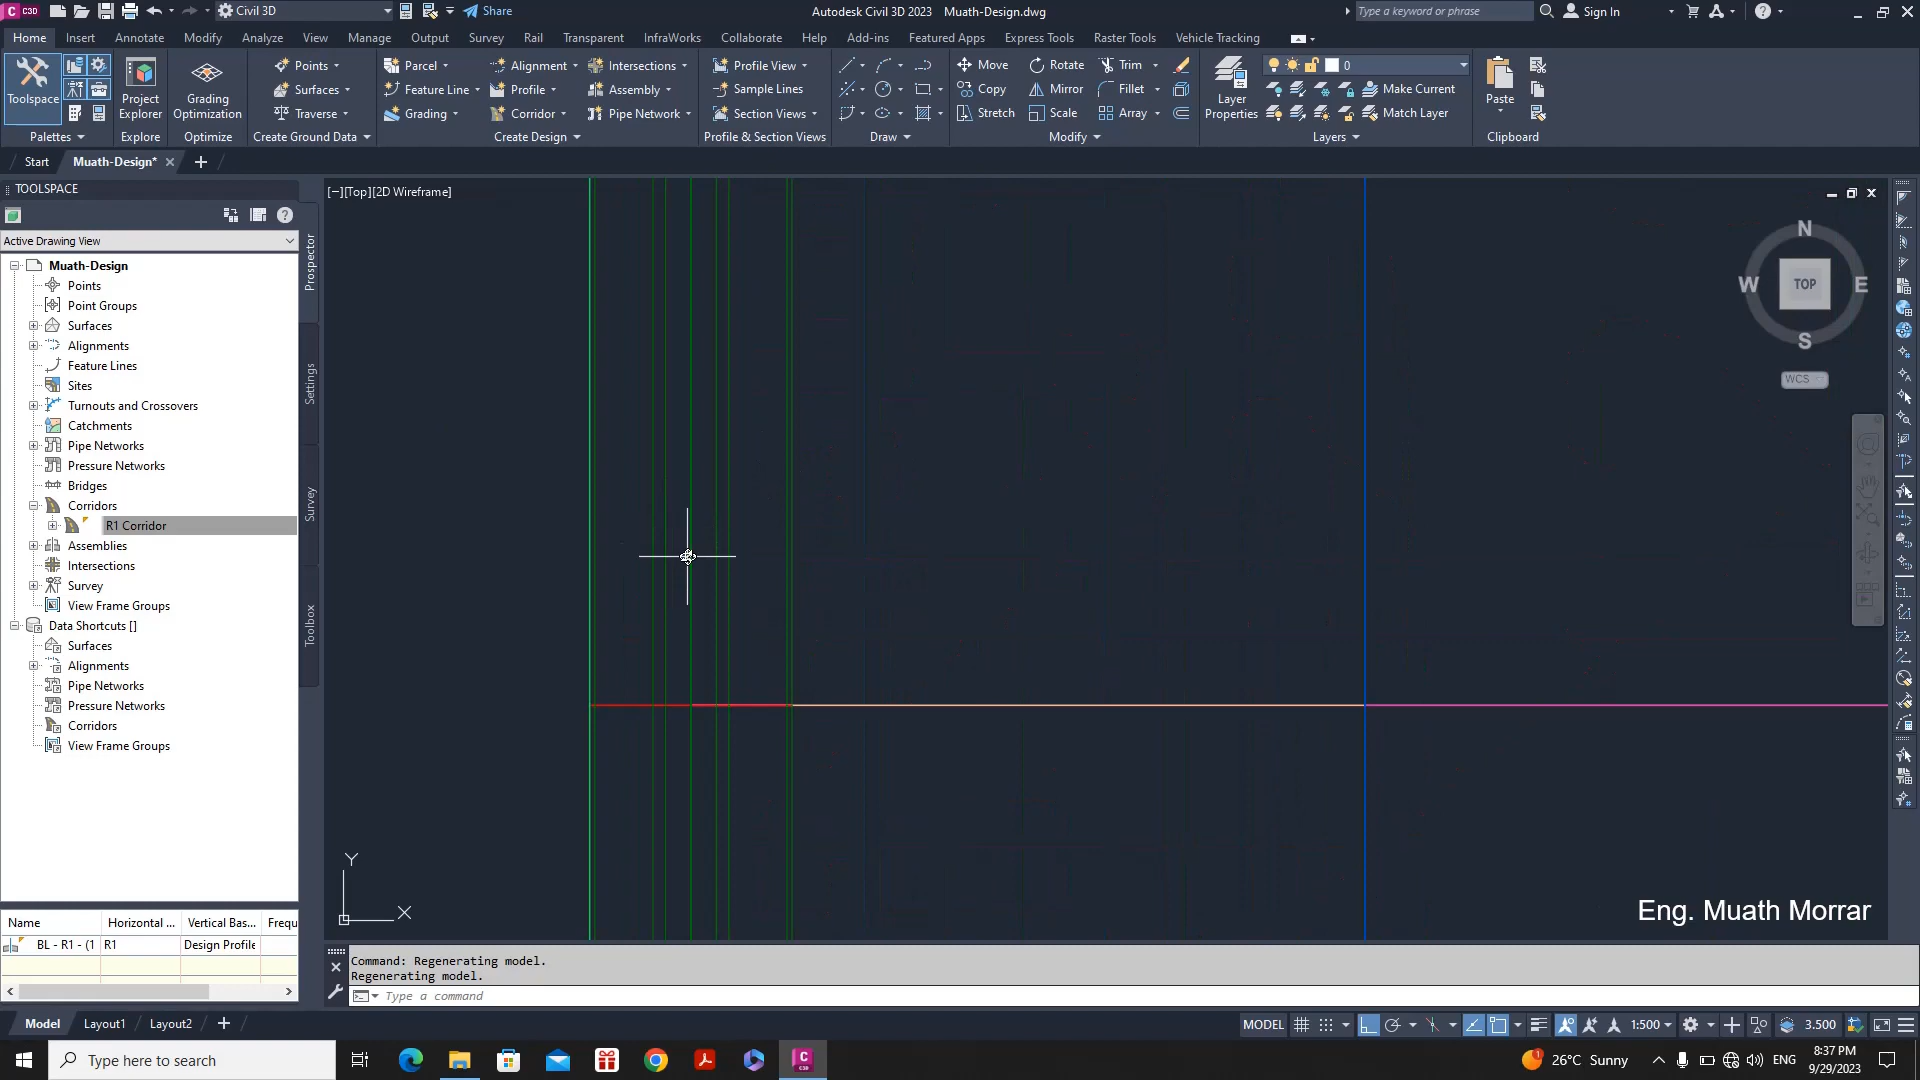 C3D Civil 3D Share Autodesk Civil 3D 2023 Muath-Design.dwg Type a keyword or phrase Sign In
Home Insert Annotate Modify Analyze View Manage Output Survey Rail Transparent InfraWorks Collaborate Help Add-ins Featured Apps Express Tools Raster Tools Vehicle Tracking
Points Parcel Alignment Intersections Profile View Move Rotate Trim 0
Surfaces Feature Line Profile Assembly Sample Lines Copy Mirror Fillet Make Current
Traverse Grading Corridor Pipe Network Section Views Stretch Scale Array Match Layer
Toolspace Project Explorer Grading Optimization Layer Properties Paste
Palettes Explore Optimize Create Ground Data Create Design Profile & Section Views Draw Modify Layers Clipboard
Start Muath-Design*
TOOLSPACE
[−][Top][2D Wireframe]
Active Drawing View
Prospector
Settings
Survey
Toolbox
Muath-Design
Points
Point Groups
Surfaces
Alignments
Feature Lines
Sites
Turnouts and Crossovers
Catchments
Pipe Networks
Pressure Networks
Bridges
Corridors
R1 Corridor
Assemblies
Intersections
Survey
View Frame Groups
Data Shortcuts []
Surfaces
Alignments
Pipe Networks
Pressure Networks
Corridors
View Frame Groups
N
W TOP E
S
WCS
Y
X
Eng. Muath Morrar
Name Horizontal ... Vertical Bas... Frequ
BL - R1 - (1 R1 Design Profile
Command: Regenerating model.
Regenerating model.
Type a command
Model Layout1 Layout2 MODEL 1:500 3.500
Type here to search C C3D 1 26°C Sunny ENG 8:37 PM
9/29/2023